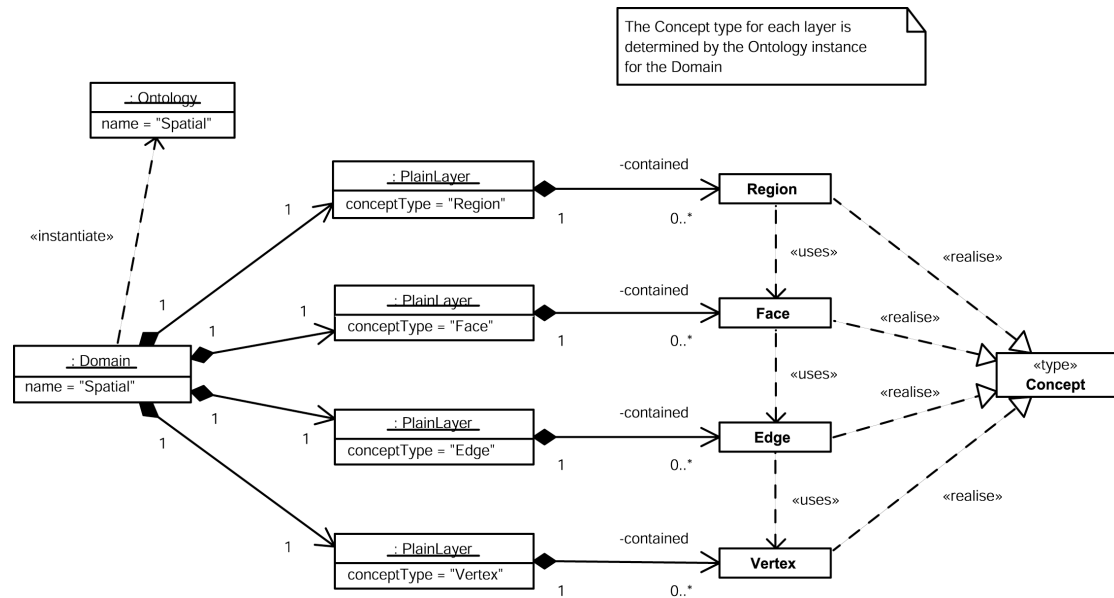 The Concept type for each layer is
determined by the Ontology instance
for the Domain
: Ontology
name = "Spatial"
«instantiate»
: Domain
name = "Spatial"
1
1
1
1
1
1
1
1
: PlainLayer
conceptType = "Region"
-contained
1
0..*
Region
«uses»
«realise»
: PlainLayer
conceptType = "Face"
-contained
1
0..*
Face
«uses»
«realise»
«type»
Concept
: PlainLayer
conceptType = "Edge"
-contained
1
0..*
Edge
«uses»
«realise»
: PlainLayer
conceptType = "Vertex"
-contained
1
0..*
Vertex
«realise»